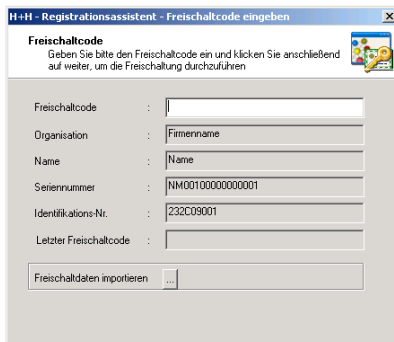 H+H - Registrationsassistent - Freischaltcode eingeben
Freischaltcode
Geben Sie bitte den Freischaltcode ein und klicken Sie anschließend
auf weiter, um die Freischaltung durchzuführen
Freischaltcode :
Organisation : Firmenname
Name : Name
Seriennummer : NM00100000000001
Identifikations-Nr. : 232C09001
Letzter Freischaltcode :
Freischaltdaten importieren ...